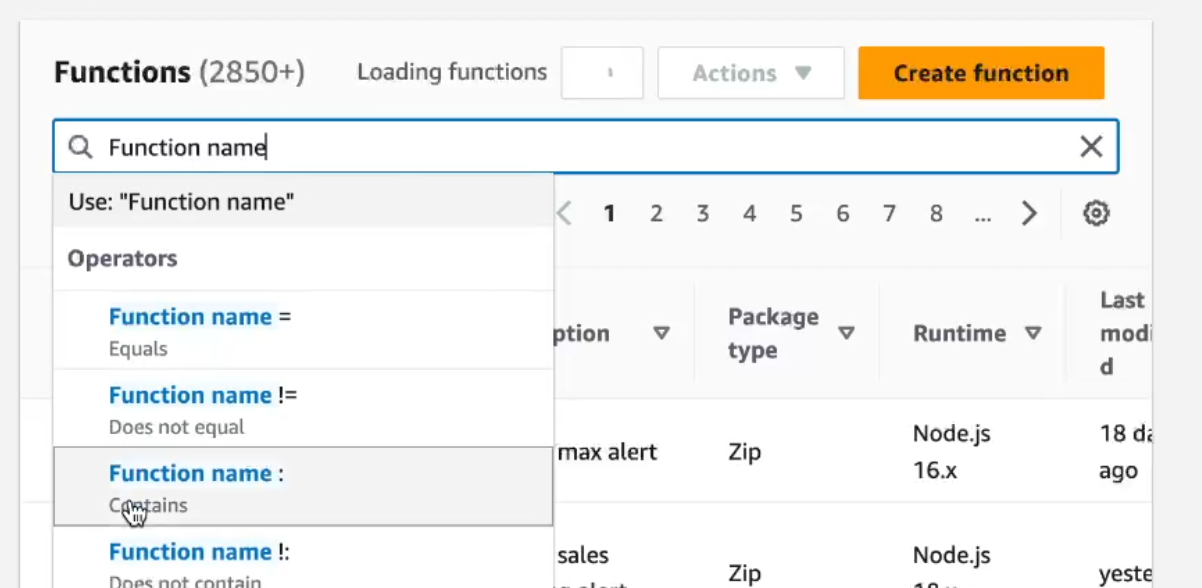 Functions (2850+) Loading functions Actions Create function
Function name
Use: "Function name"
1 2 3 4 5 6 7 8 ...
Operators
Function name =
Equals
Function name !=
Does not equal
Function name :
Contains
Function name !:
Does not contain
ption
Package
type
Runtime
Last
modi
d
max alert
Zip
Node.js
16.x
18 da
ago
sales
alert
Zip
Node.js
yeste